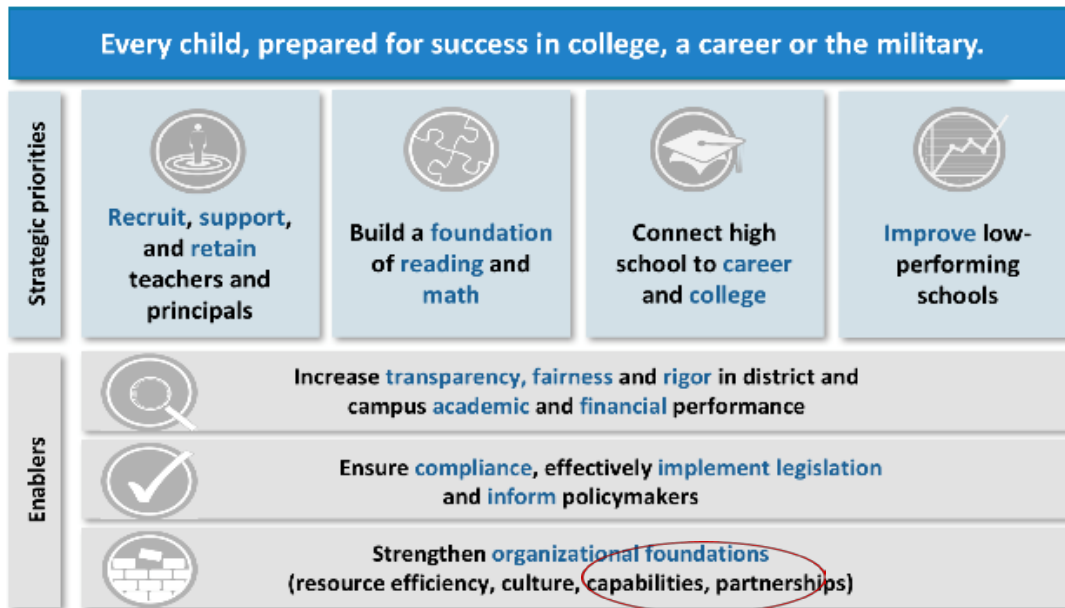 Every child, prepared for success in college, a career or the military.
Strategic priorities
Recruit, support,
and retain
teachers and
principals
Build a foundation
of reading and
math
Connect high
school to career
and college
Improve low-
performing
schools
Enablers
Increase transparency, fairness and rigor in district and
campus academic and financial performance
Ensure compliance, effectively implement legislation
and inform policymakers
Strengthen organizational foundations
(resource efficiency, culture, capabilities, partnerships)